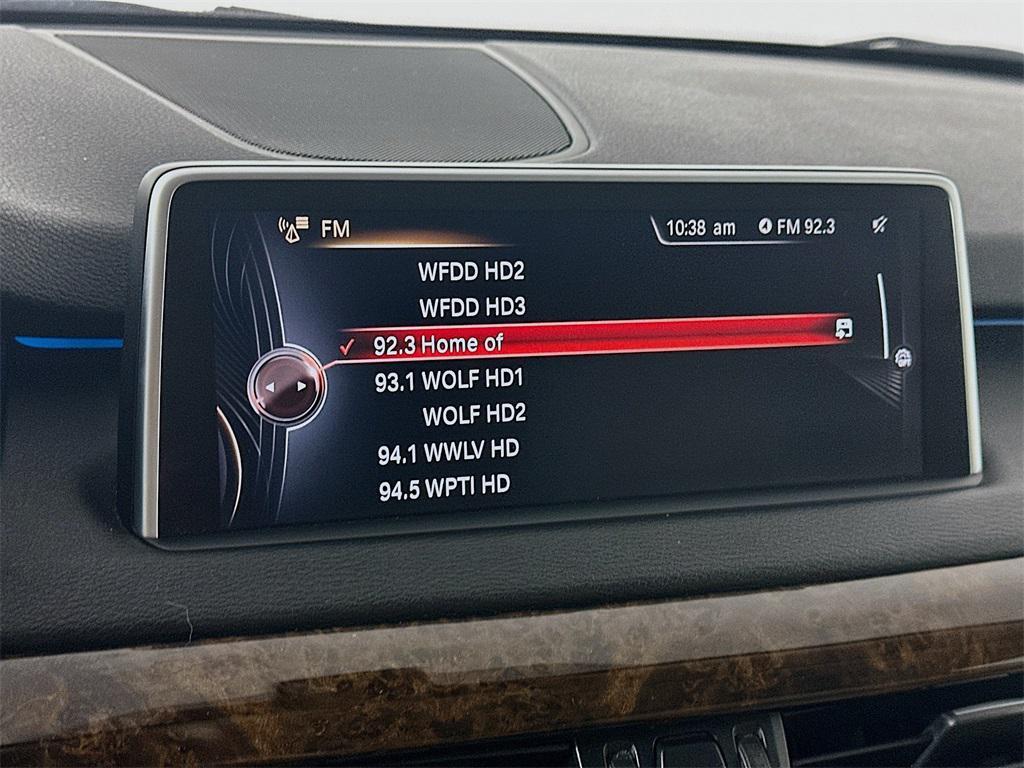 FM
10:38 am FM 92.3
WFDD HD2
WFDD HD3
92.3 Home of
93.1 WOLF HD1
WOLF HD2
94.1 WWLV HD
94.5 WPTI HD